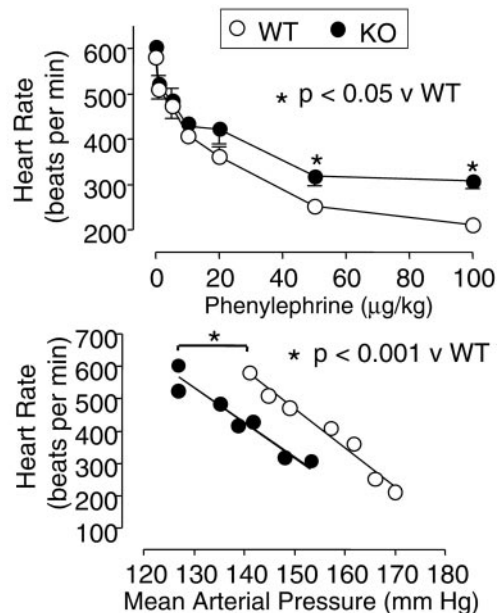 WT KO
* p < 0.05 v WT
Heart Rate
(beats per min)
600
500
400
300
200
*
*
0 20 40 60 80 100
Phenylephrine (μg/kg)
* p < 0.001 v WT
*
Heart Rate
(beats per min)
700
600
500
400
300
200
100
120 130 140 150 160 170 180
Mean Arterial Pressure (mm Hg)